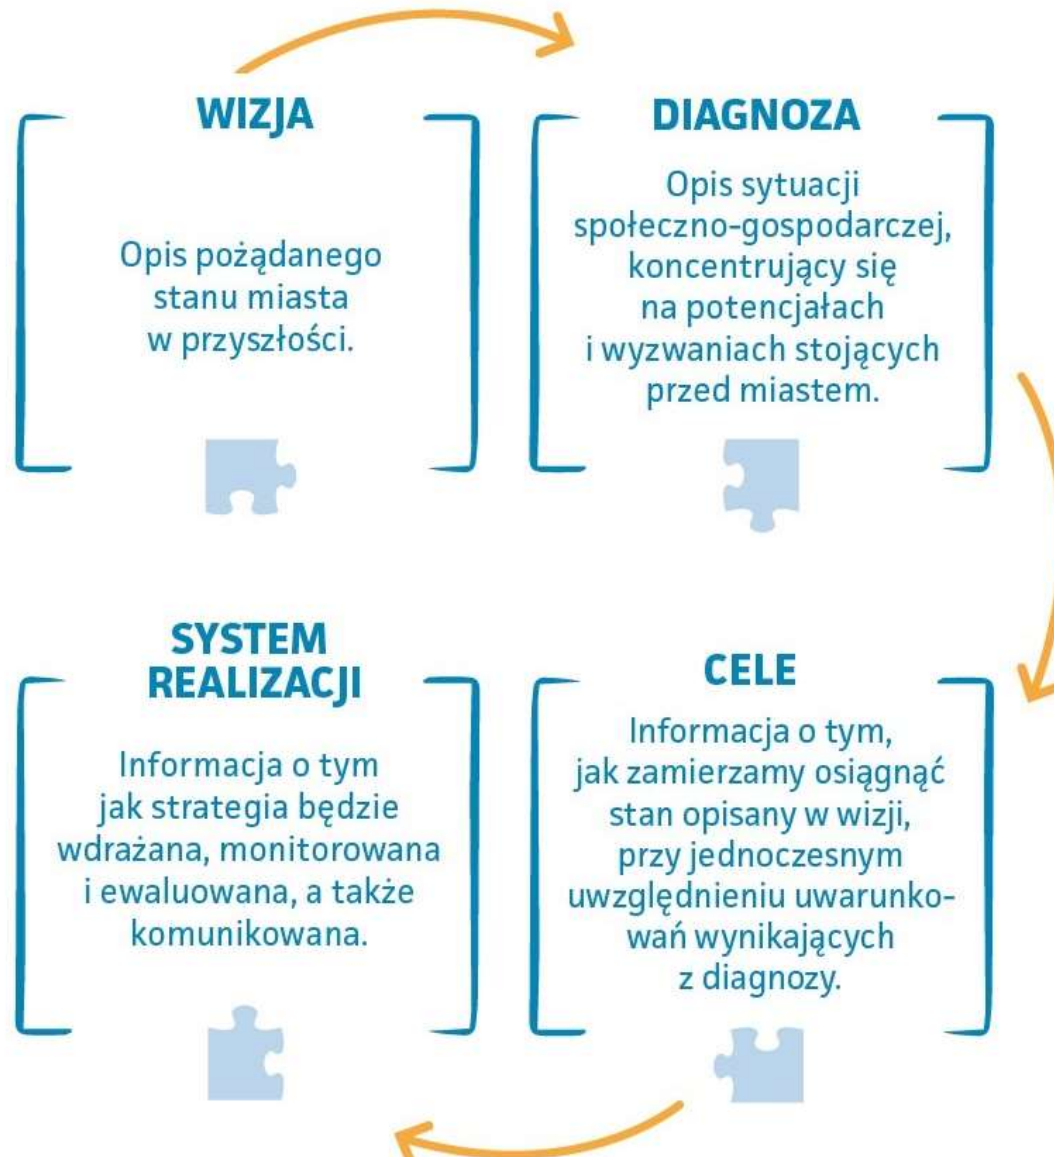 WIZJA
Opis pożądanego
stanu miasta
w przyszłości.
DIAGNOZA
Opis sytuacji
społeczno-gospodarczej,
koncentrujący się
na potencjałach
i wyzwaniach stojących
przed miastem.
SYSTEM
REALIZACJI
Informacja o tym
jak strategia będzie
wdrażana, monitorowana
i ewaluowana, a także
komunikowana.
CELE
Informacja o tym,
jak zamierzamy osiągnąć
stan opisany w wizji,
przy jednoczesnym
uwzględnieniu uwarunko-
wań wynikających
z diagnozy.